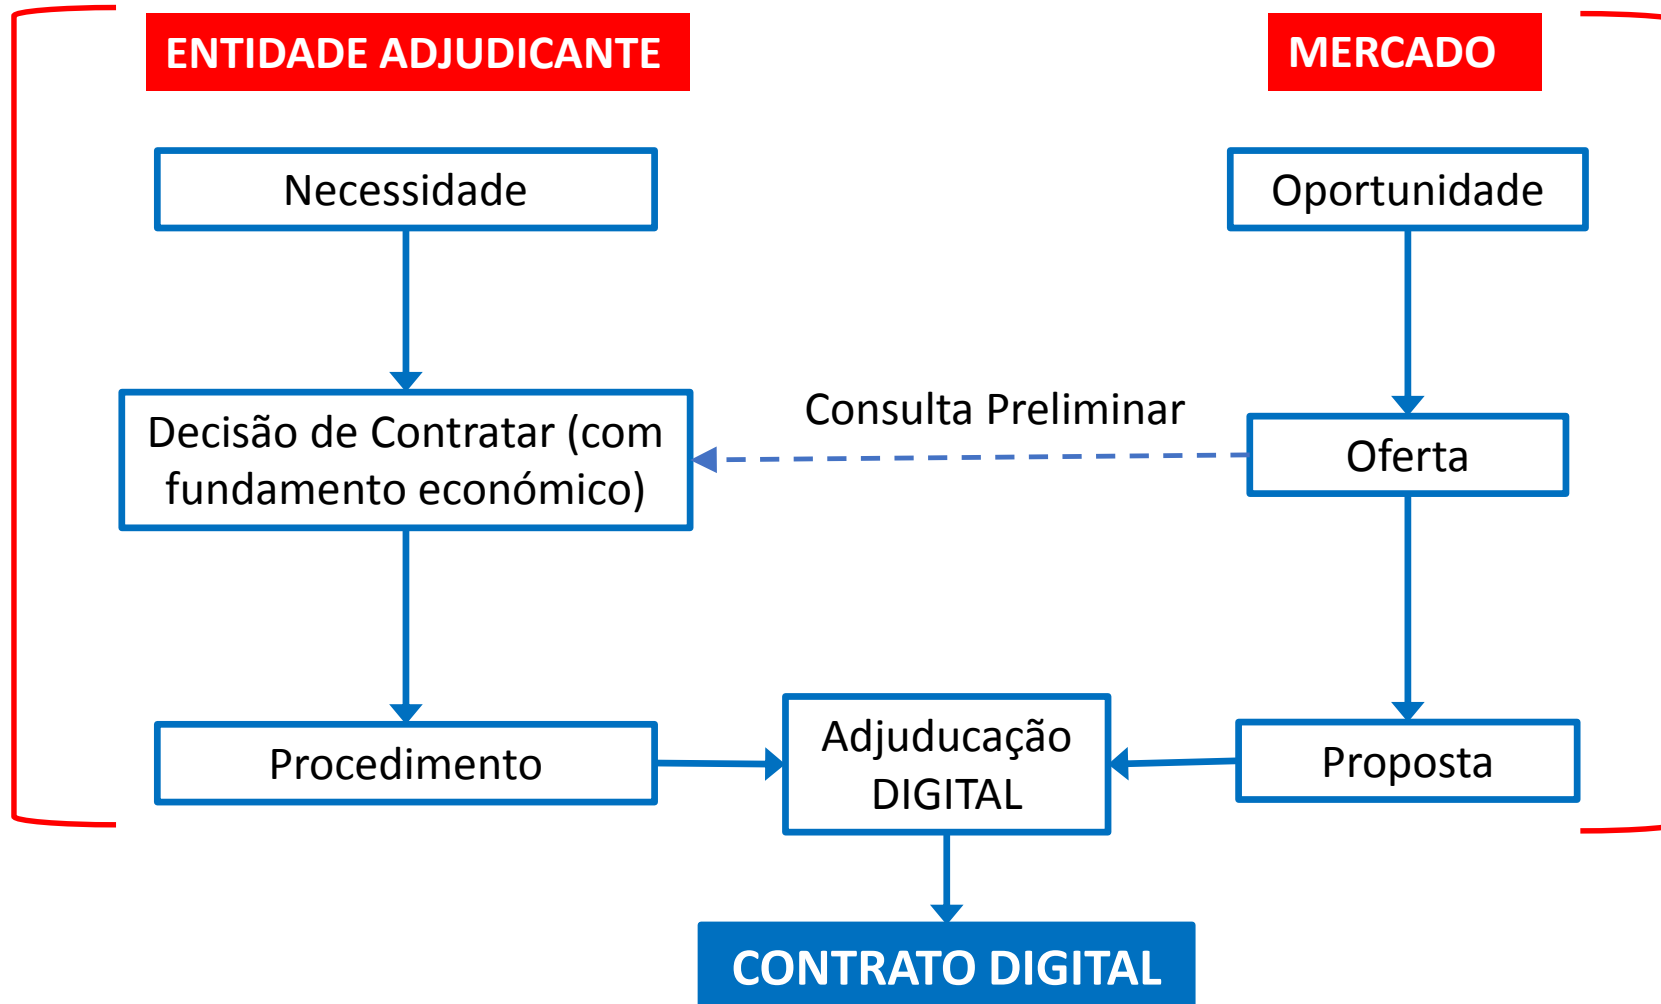 ENTIDADE ADJUDICANTE
MERCADO
Necessidade
Oportunidade
Decisão de Contratar (com
fundamento económico)
Consulta Preliminar
Oferta
Procedimento
Adjuducação
DIGITAL
Proposta
CONTRATO DIGITAL